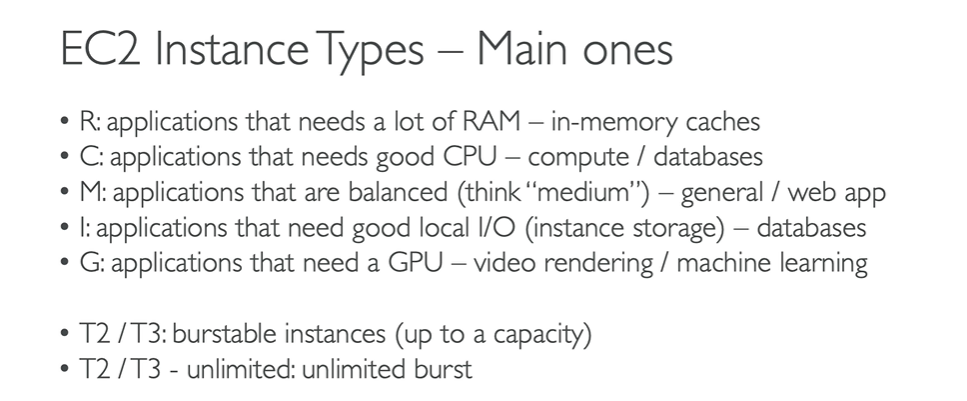 EC2 Instance Types – Main ones
• R: applications that needs a lot of RAM – in-memory caches
• C: applications that needs good CPU – compute / databases
• M: applications that are balanced (think “medium”) – general / web app
• I: applications that need good local I/O (instance storage) – databases
• G: applications that need a GPU – video rendering / machine learning
• T2 / T3: burstable instances (up to a capacity)
• T2 / T3 - unlimited: unlimited burst